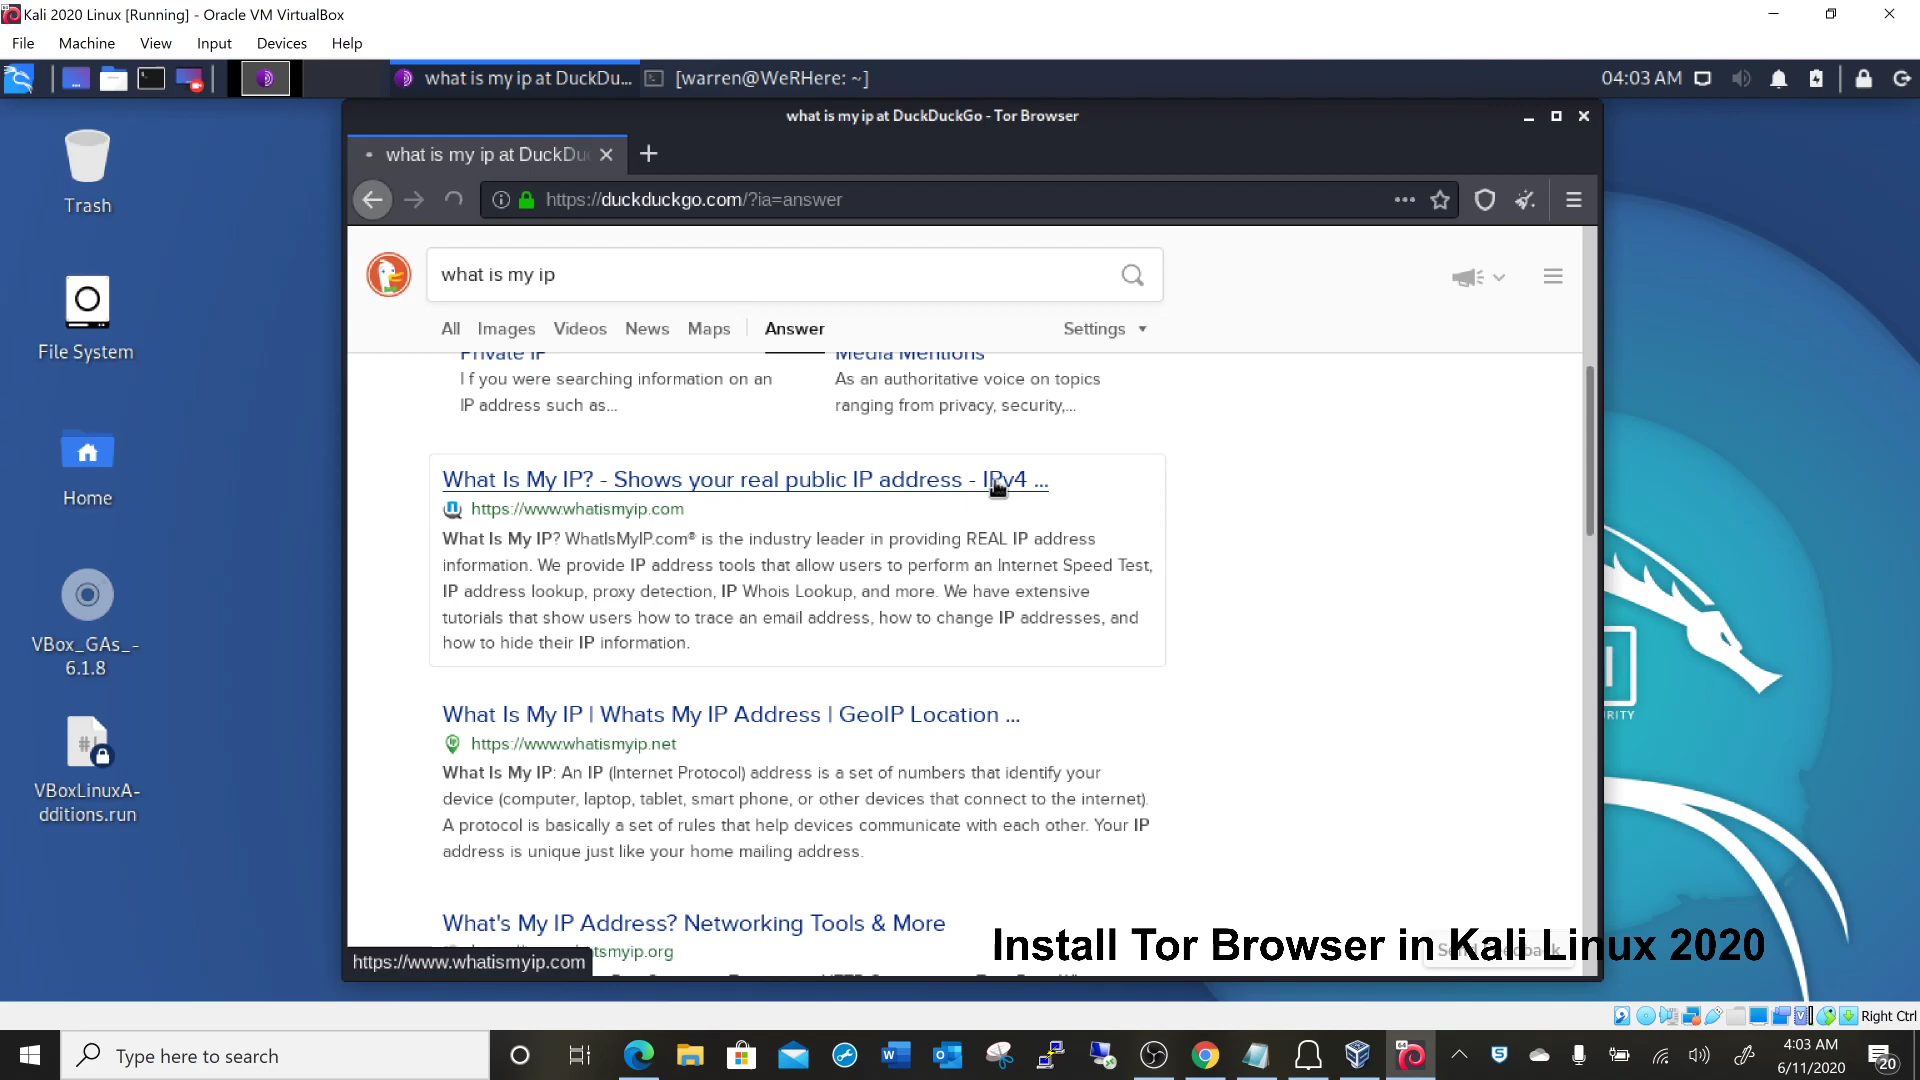 Kali 2020 Linux [Running] - Oracle VM VirtualBox
File Machine View Input Devices Help
what is my ip at DuckDu... [warren@WeRHere: ~] 04:03 AM
what is my ip at DuckDuckGo - Tor Browser
what is my ip at DuckDu
https://duckduckgo.com/?ia=answer
what is my ip
All Images Videos News Maps Answer Settings
Private IP
If you were searching information on an
IP address such as...
Media Mentions
As an authoritative voice on topics
ranging from privacy, security,...
What Is My IP? - Shows your real public IP address - IPv4 ...
https://www.whatismyip.com
What Is My IP? WhatIsMyIP.com® is the industry leader in providing REAL IP address
information. We provide IP address tools that allow users to perform an Internet Speed Test,
IP address lookup, proxy detection, IP Whois Lookup, and more. We have extensive
tutorials that show users how to trace an email address, how to change IP addresses, and
how to hide their IP information.
What Is My IP | Whats My IP Address | GeoIP Location ...
https://www.whatismyip.net
What Is My IP: An IP (Internet Protocol) address is a set of numbers that identify your
device (computer, laptop, tablet, smart phone, or other devices that connect to the internet).
A protocol is basically a set of rules that help devices communicate with each other. Your IP
address is unique just like your home mailing address.
What's My IP Address? Networking Tools & More
tsmyip.org
https://www.whatismyip.com
Send Feedback
Install Tor Browser in Kali Linux 2020
Trash
File System
Home
VBox_GAs_-
6.1.8
#!
VBoxLinuxA-
dditions.run
URITY
Right Ctrl
Type here to search
4:03 AM
6/11/2020
20